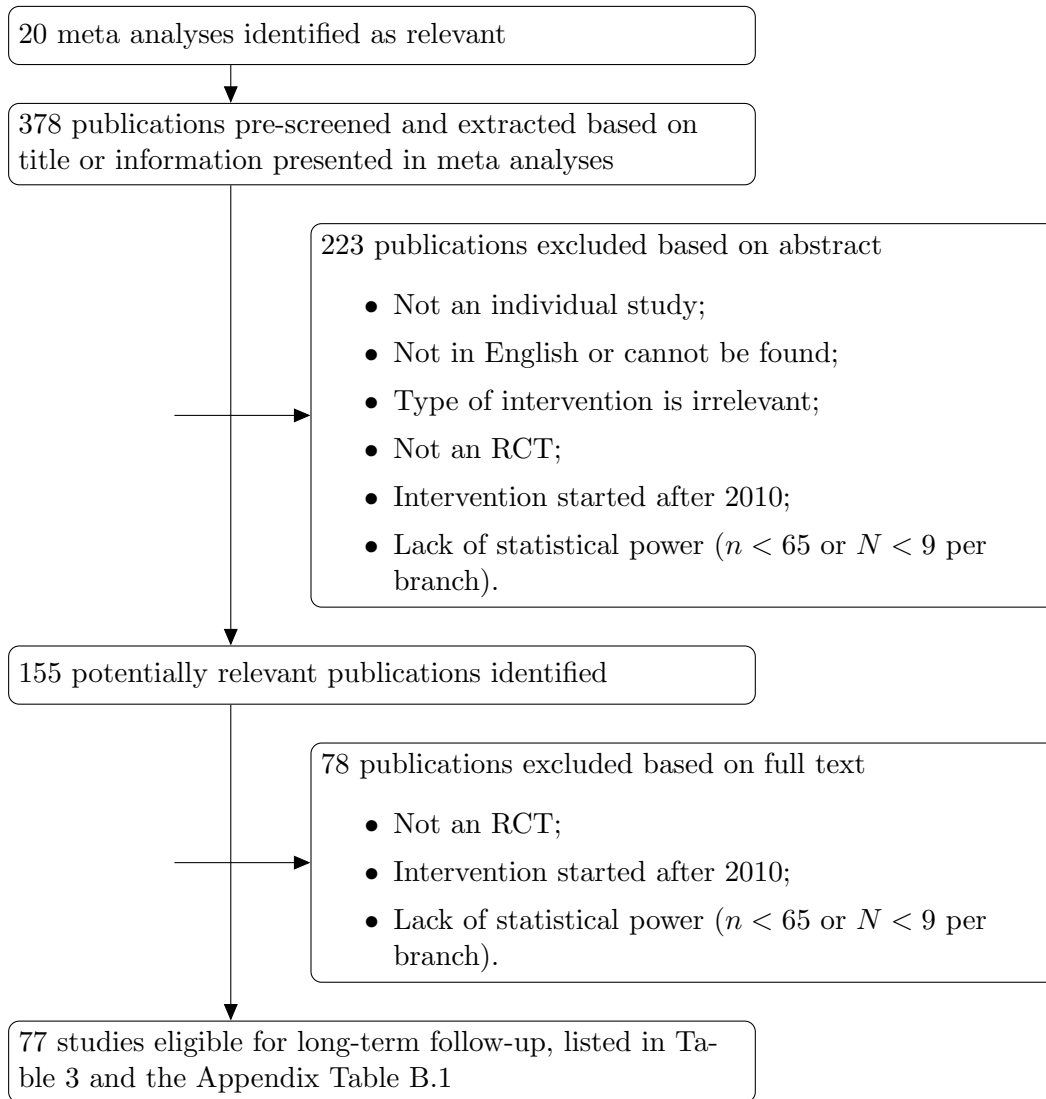 20 meta analyses identified as relevant
378 publications pre-screened and extracted based on
title or information presented in meta analyses
223 publications excluded based on abstract
• Not an individual study;
• Not in English or cannot be found;
• Type of intervention is irrelevant;
• Not an RCT;
• Intervention started after 2010;
• Lack of statistical power (n < 65 or N < 9 per
branch).
155 potentially relevant publications identified
78 publications excluded based on full text
• Not an RCT;
• Intervention started after 2010;
• Lack of statistical power (n < 65 or N < 9 per
branch).
77 studies eligible for long-term follow-up, listed in Ta-
ble 3 and the Appendix Table B.1